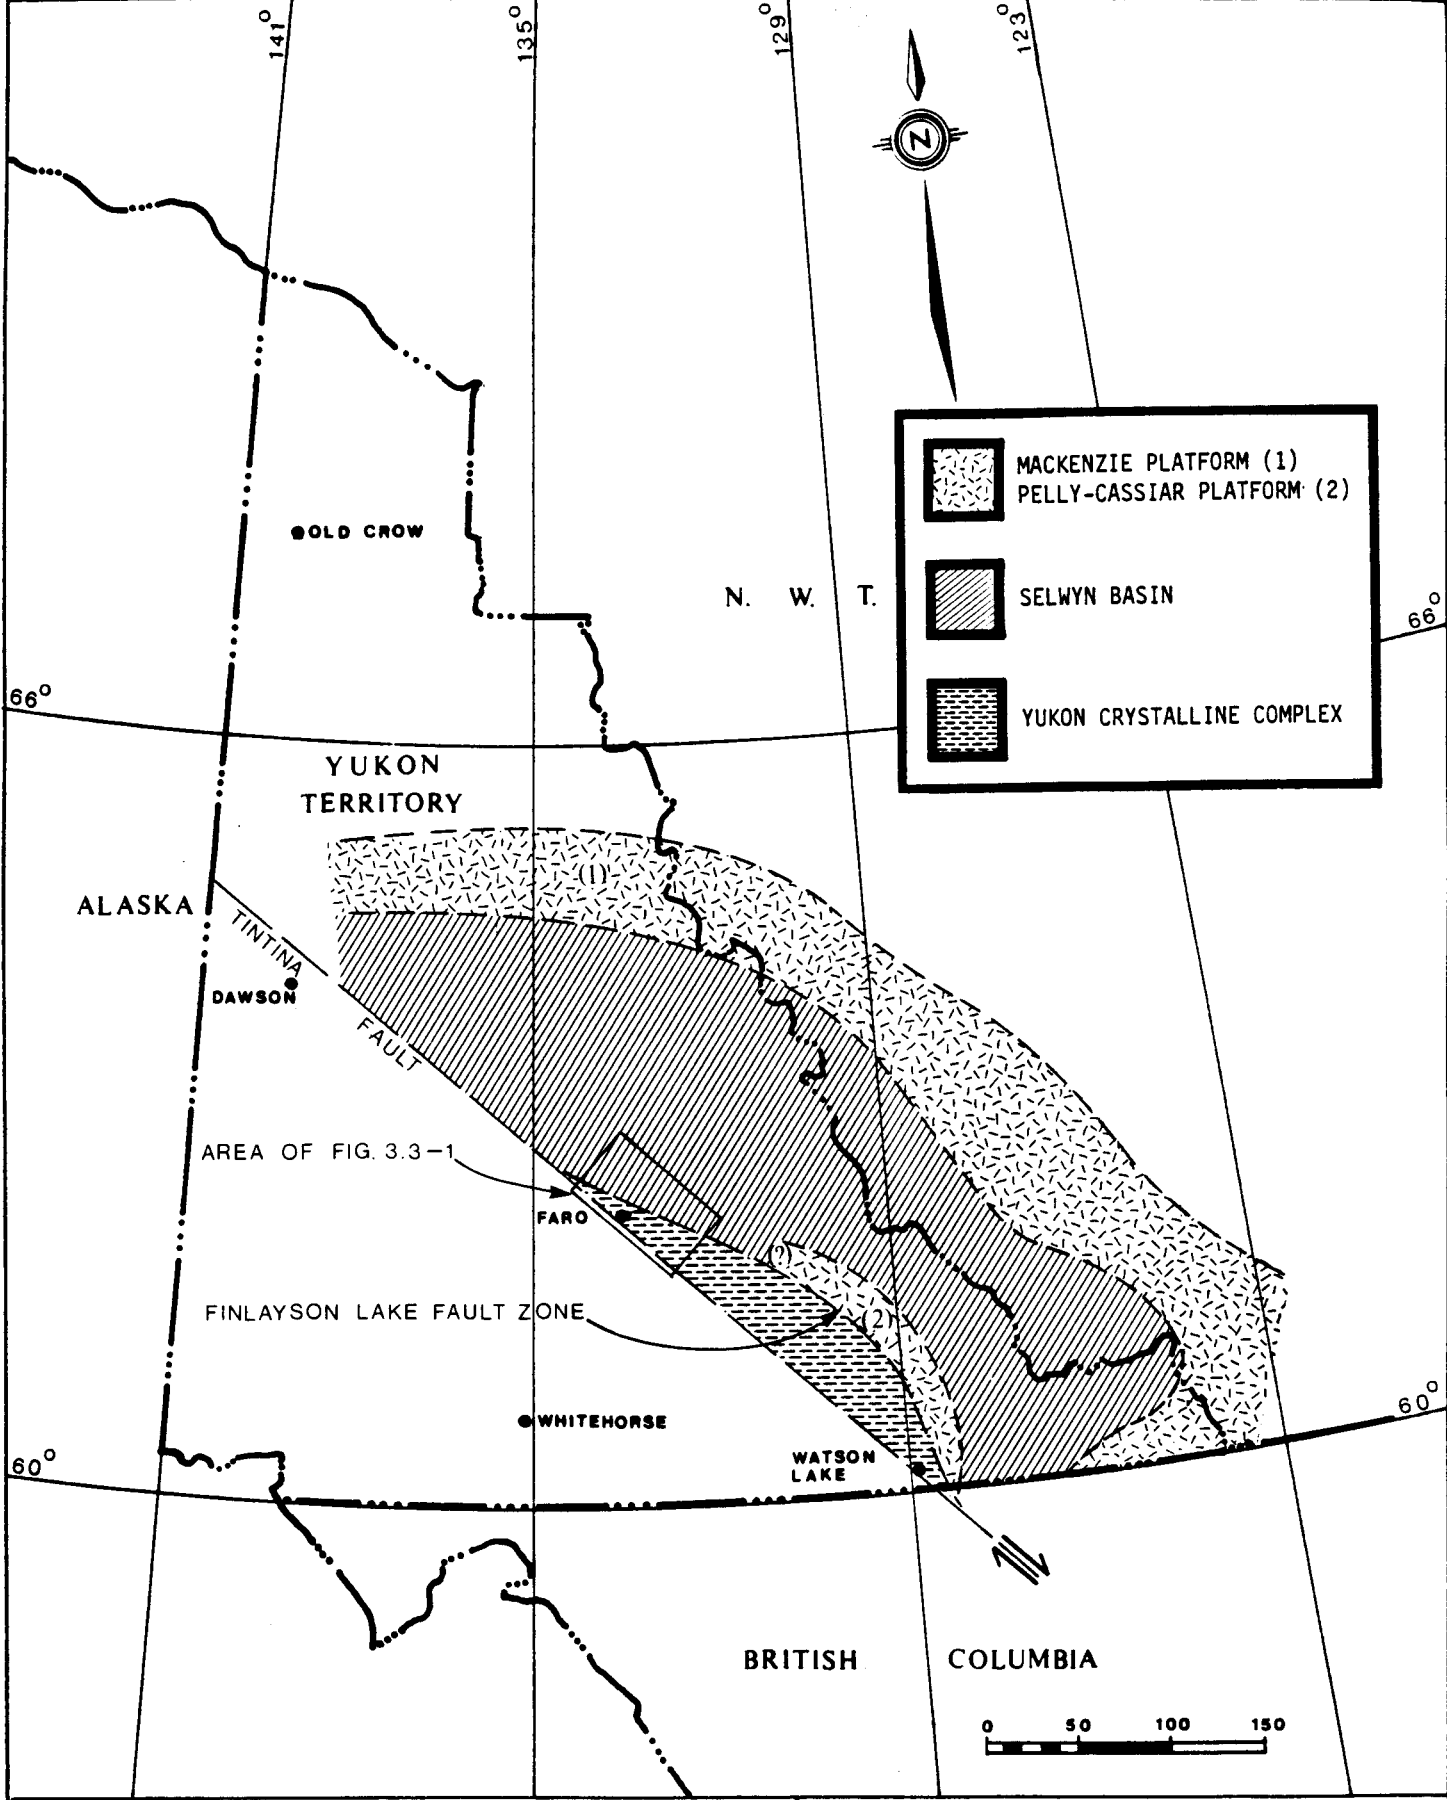 141°
135°
129°
123°
N
MACKENZIE PLATFORM (1)
PELLY-CASSIAR PLATFORM (2)
OLD CROW
N. W. T.
SELWYN BASIN
66°
66°
YUKON CRYSTALLINE COMPLEX
YUKON
TERRITORY
(1)
ALASKA
TINTINA
DAWSON
FAULT
AREA OF FIG. 3.3-1
FARO
(?)
FINLAYSON LAKE FAULT ZONE
(2)
60°
WHITEHORSE
WATSON
LAKE
60°
BRITISH COLUMBIA
0 50 100 150